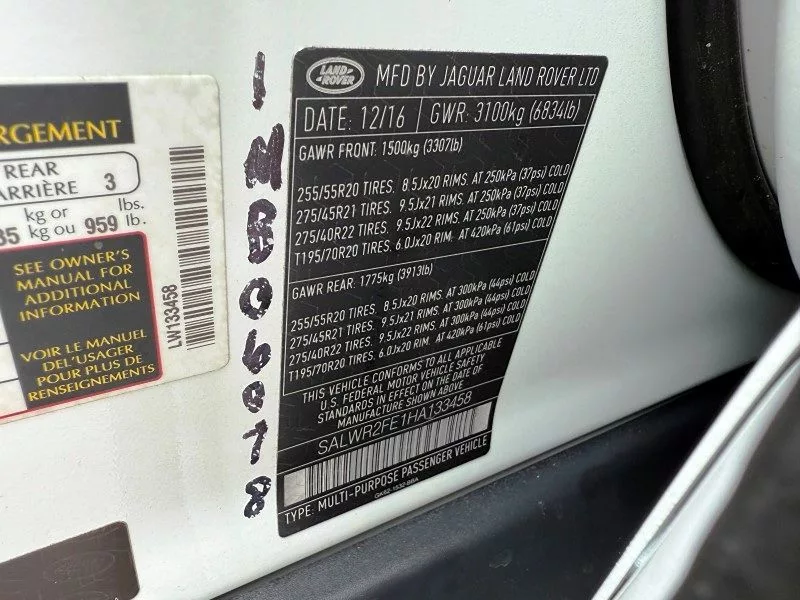 RGEMENT
REAR
ARRIÈRE 3
kg or lbs.
35 kg ou 959 lb.
SEE OWNER'S
MANUAL FOR
ADDITIONAL
INFORMATION
VOIR LE MANUEL
DEL'USAGER
POUR PLUS DE
RENSEIGNEMENTS
LW133458
LAND
ROVER
MFD BY JAGUAR LAND ROVER LTD
DATE: 12/16 GWR: 3100kg (6834lb)
GAWR FRONT: 1500kg (3307lb)
255/55R20 TIRES. 8.5Jx20 RIMS. AT 250kPa (37psi) COLD
275/45R21 TIRES. 9.5Jx21 RIMS. AT 250kPa (37psi) COLD
275/40R22 TIRES. 9.5Jx22 RIMS. AT 250kPa (37psi) COLD
T195/70R20 TIRES. 6.0Jx20 RIM. AT 420kPa (61psi) COLD
GAWR REAR: 1775kg (3913lb)
255/55R20 TIRES. 8.5Jx20 RIMS. AT 300kPa (44psi) COLD
275/45R21 TIRES. 9.5Jx21 RIMS. AT 300kPa (44psi) COLD
275/40R22 TIRES. 9.5Jx22 RIMS. AT 300kPa (44psi) COLD
T195/70R20 TIRES. 6.0Jx20 RIM. AT 420kPa (61psi) COLD
THIS VEHICLE CONFORMS TO ALL APPLICABLE
U.S. FEDERAL MOTOR VEHICLE SAFETY
STANDARDS IN EFFECT ON THE DATE OF
MANUFACTURE SHOWN ABOVE
SALWR2FE1HA133458
TYPE: MULTI-PURPOSE PASSENGER VEHICLE